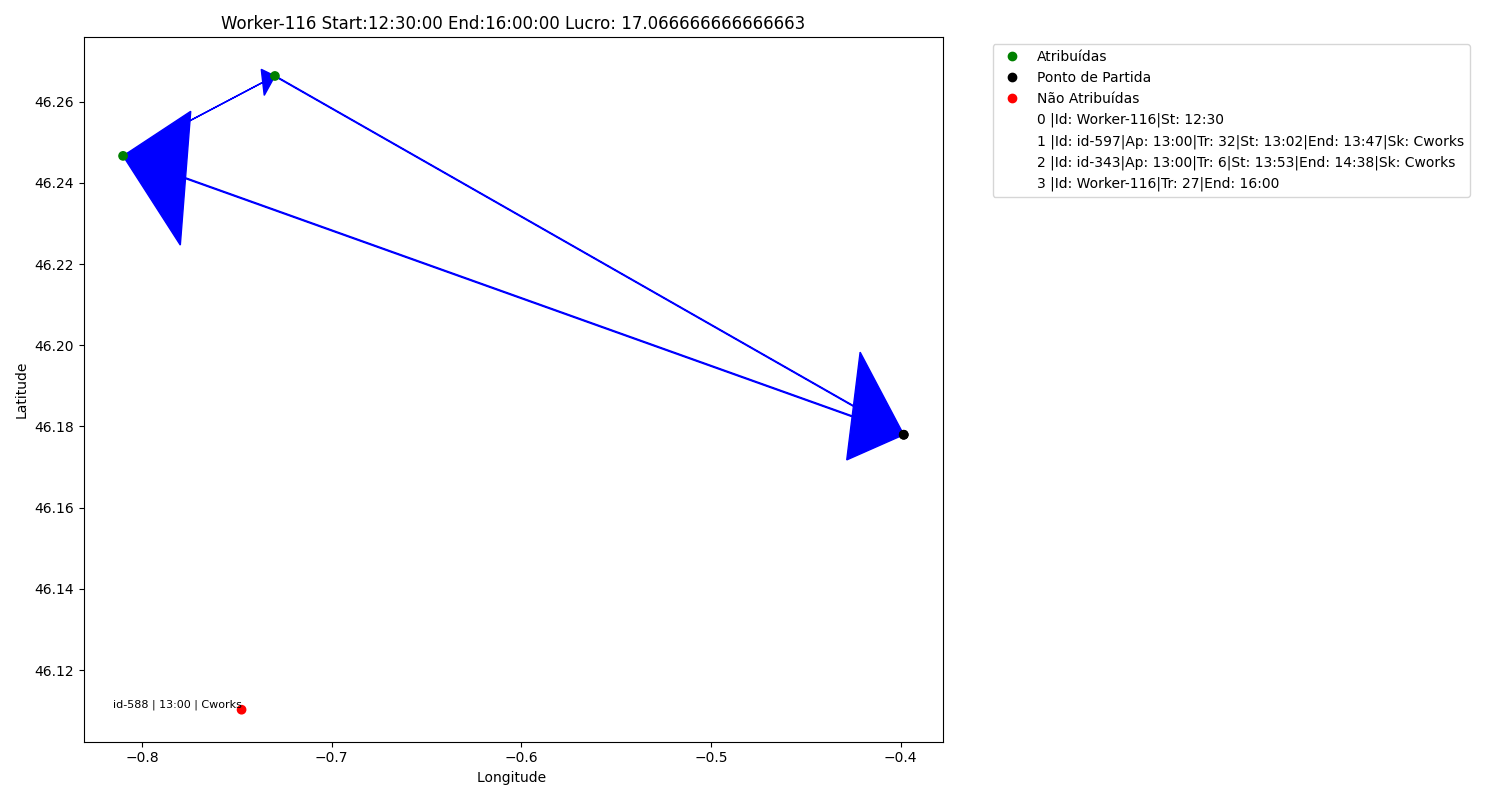 Worker-116 Start:12:30:00 End:16:00:00 Lucro: 17.066666666666663
Atribuídas
Ponto de Partida
Não Atribuídas
0 |Id: Worker-116|St: 12:30
1 |Id: id-597|Ap: 13:00|Tr: 32|St: 13:02|End: 13:47|Sk: Cworks
2 |Id: id-343|Ap: 13:00|Tr: 6|St: 13:53|End: 14:38|Sk: Cworks
3 |Id: Worker-116|Tr: 27|End: 16:00
46.26
46.24
46.22
46.20
46.18
46.16
46.14
46.12
Latitude
id-588 | 13:00 | Cworks
−0.8
−0.7
−0.6
−0.5
−0.4
Longitude